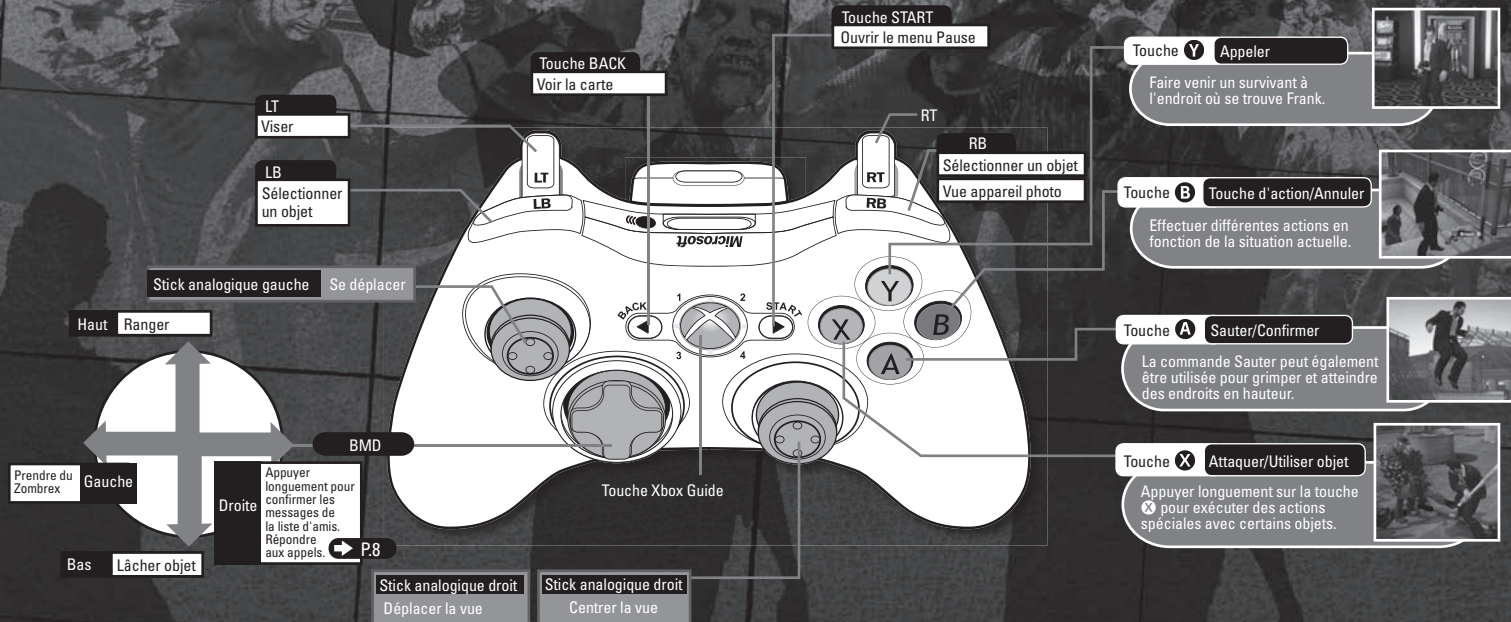 Touche START
Ouvrir le menu Pause
Touche BACK
Voir la carte
LT
Viser
LB
Sélectionner
un objet
RT
RB
Sélectionner un objet
Vue appareil photo
LT
RT
LB
RB
Microsoft
Stick analogique gauche Se déplacer
BACK
START
1
2
3
4
Y
X
B
A
Haut Ranger
BMD
Prendre du
Zombrex
Gauche
Droite
Appuyer
longuement pour
confirmer les
messages de
la liste d'amis.
Répondre
aux appels.
P.8
Bas Lâcher objet
Touche Xbox Guide
Stick analogique droit
Déplacer la vue
Stick analogique droit
Centrer la vue
Touche Y Appeler
Faire venir un survivant à
l'endroit où se trouve Frank.
Touche B Touche d'action/Annuler
Effectuer différentes actions en
fonction de la situation actuelle.
Touche A Sauter/Confirmer
La commande Sauter peut également
être utilisée pour grimper et atteindre
des endroits en hauteur.
Touche X Attaquer/Utiliser objet
Appuyer longuement sur la touche
X pour exécuter des actions
spéciales avec certains objets.